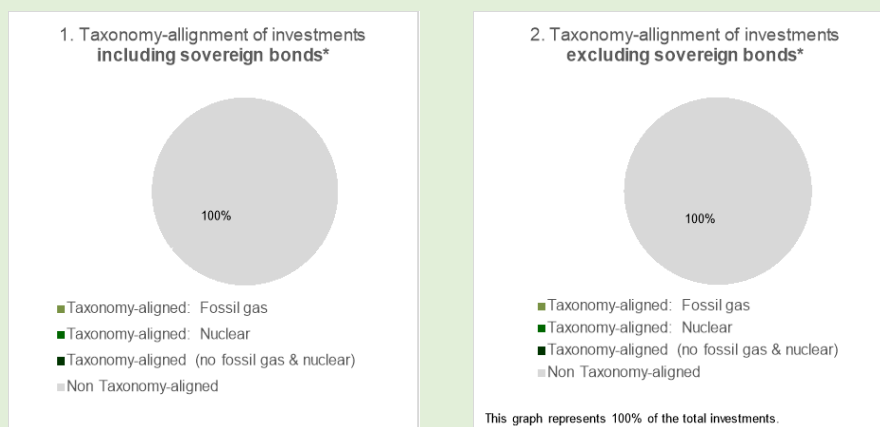 1. Taxonomy-allignment of investments
including sovereign bonds*
100%
Taxonomy-aligned: Fossil gas
Taxonomy-aligned: Nuclear
Taxonomy-aligned (no fossil gas & nuclear)
Non Taxonomy-aligned
2. Taxonomy-allignment of investments
excluding sovereign bonds*
100%
Taxonomy-aligned: Fossil gas
Taxonomy-aligned: Nuclear
Taxonomy-aligned (no fossil gas & nuclear)
Non Taxonomy-aligned
This graph represents 100% of the total investments.